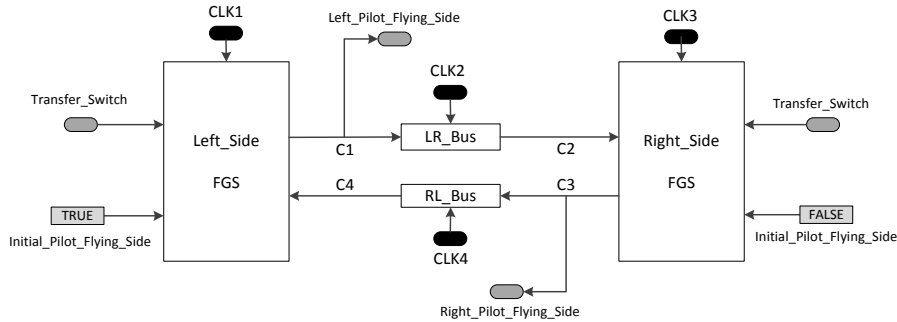 CLK1
Left_Pilot_Flying_Side
CLK3
CLK2
Transfer_Switch
Transfer_Switch
Left_Side
LR_Bus
Right_Side
C1
C2
FGS
C4
RL_Bus
C3
FGS
TRUE
FALSE
Initial_Pilot_Flying_Side
Initial_Pilot_Flying_Side
CLK4
Right_Pilot_Flying_Side